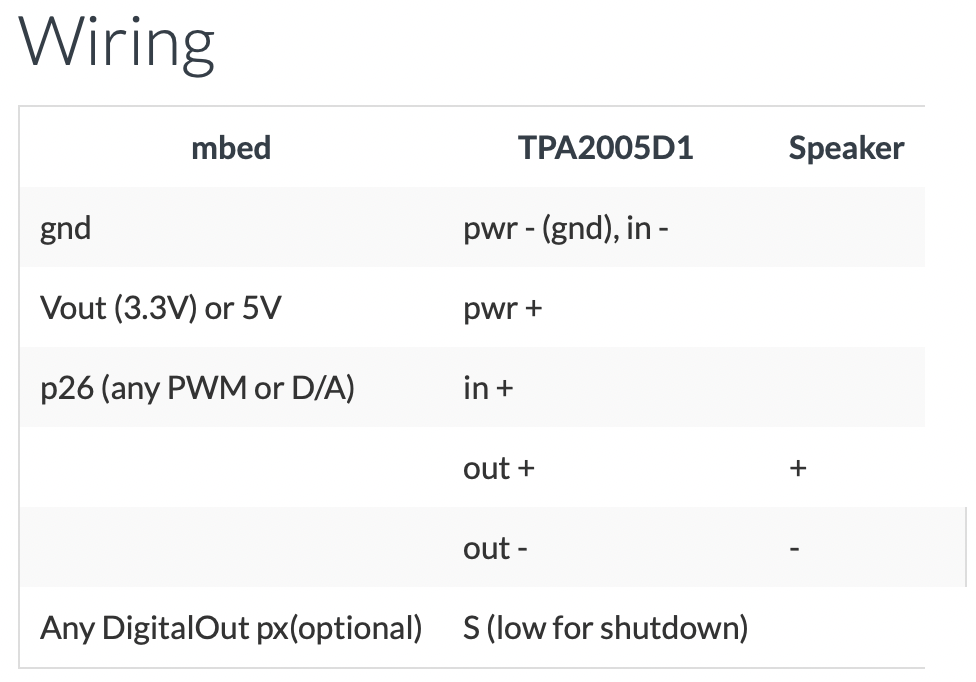 Wiring
mbed TPA2005D1 Speaker
gnd pwr - (gnd), in -
Vout (3.3V) or 5V pwr +
p26 (any PWM or D/A) in +
out + +
out - -
Any DigitalOut px(optional) S (low for shutdown)